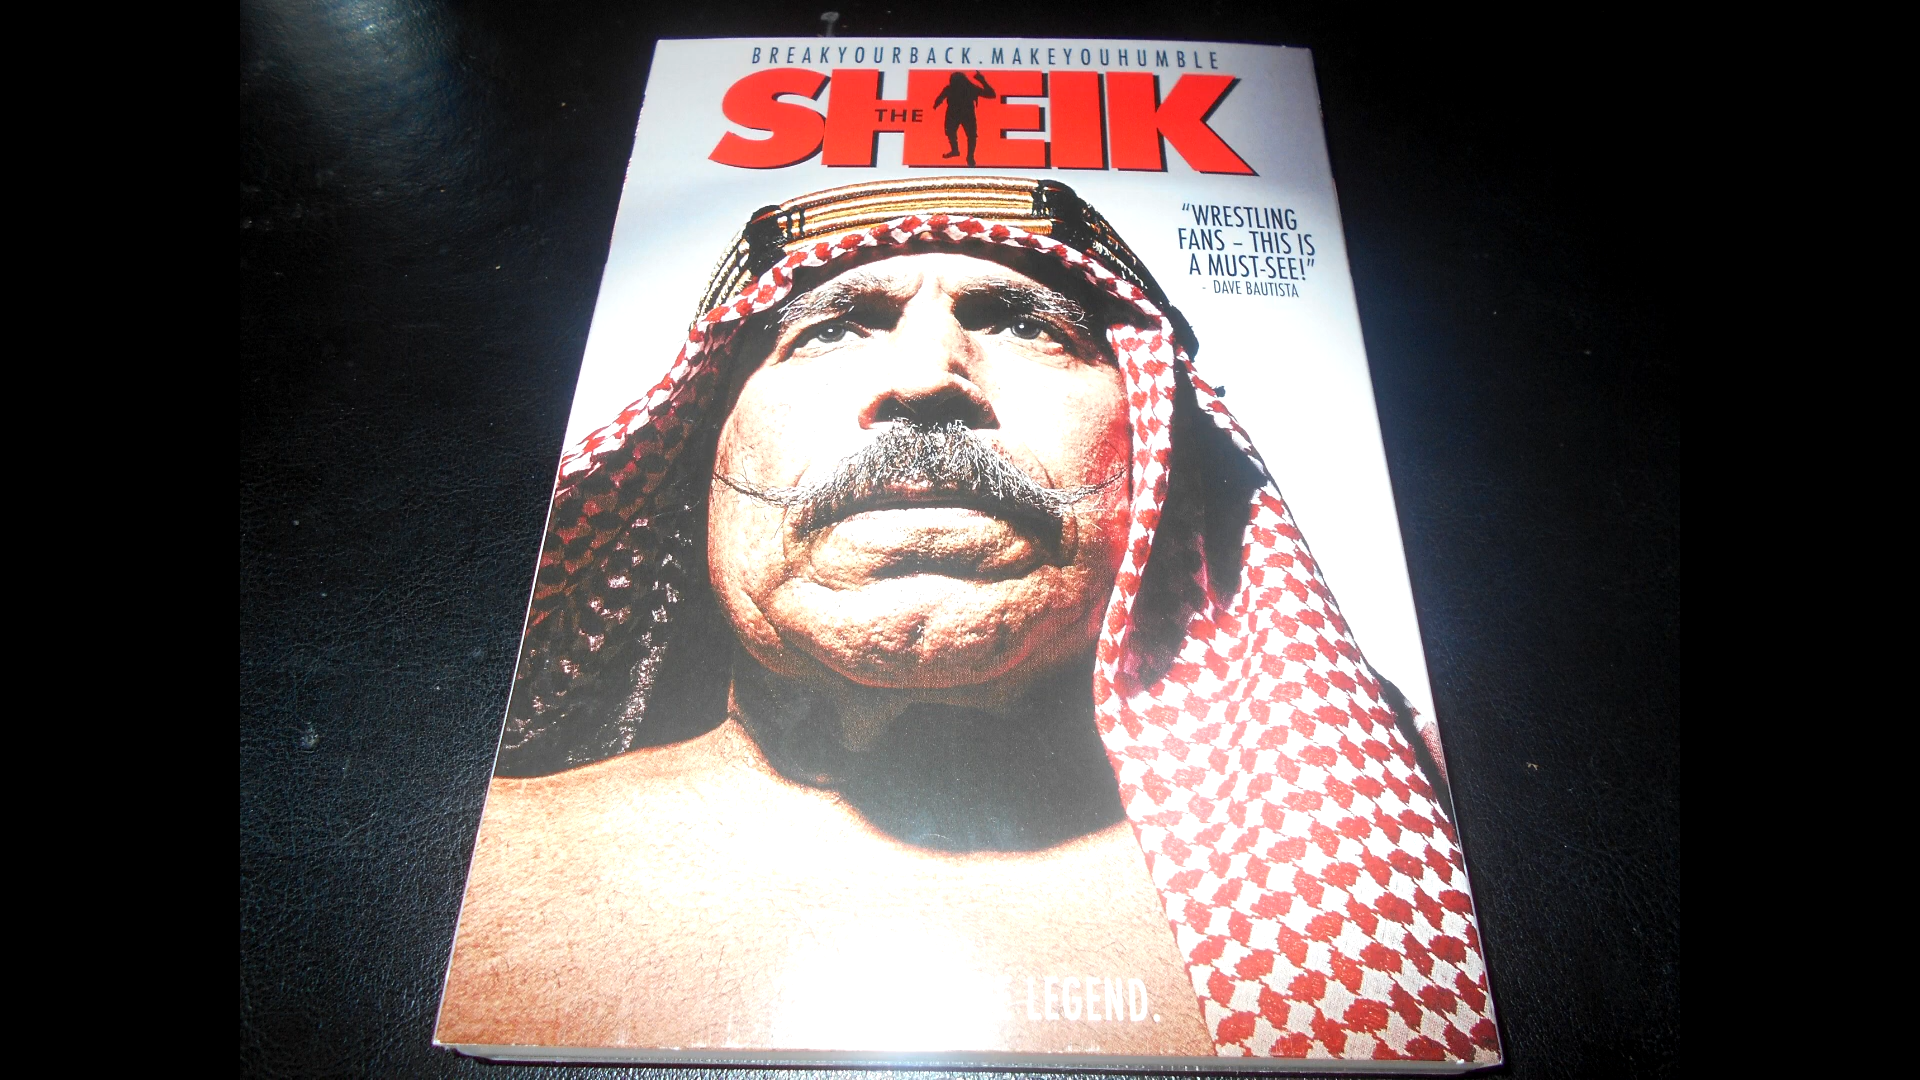 BREAKYOURBACK.MAKEYOUHUMBLE
THE SHEIK
“WRESTLING
FANS – THIS IS
A MUST-SEE!”
- DAVE BAUTISTA
LEGEND.